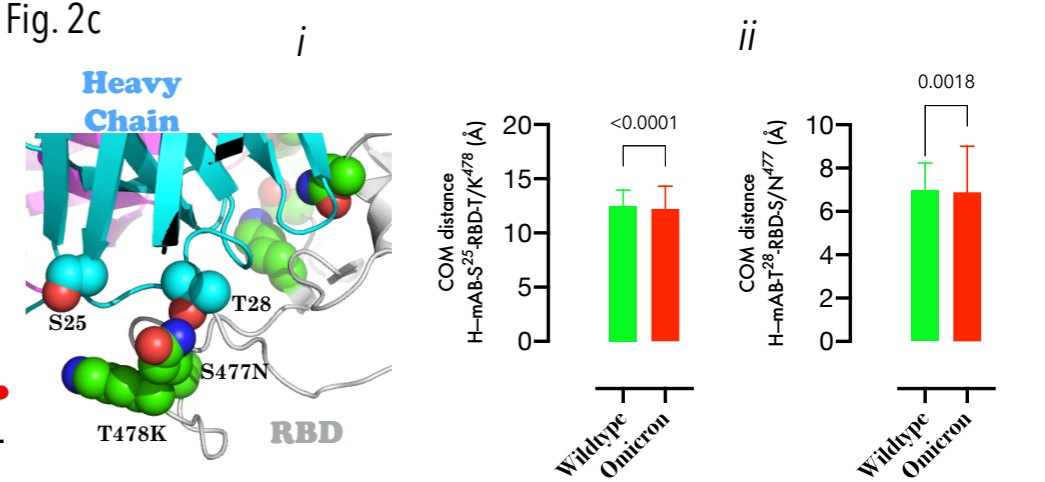 Fig. 2c
i
ii
Heavy
Chain
S25
T28
S477N
T478K
RBD
COM distance
H–mAB-S25-RBD-T/K478 (Å)
20
15
10
5
0
<0.0001
Wildtype
Omicron
COM distance
H–mAB-T28-RBD-S/N477 (Å)
10
8
6
4
2
0
0.0018
Wildtype
Omicron